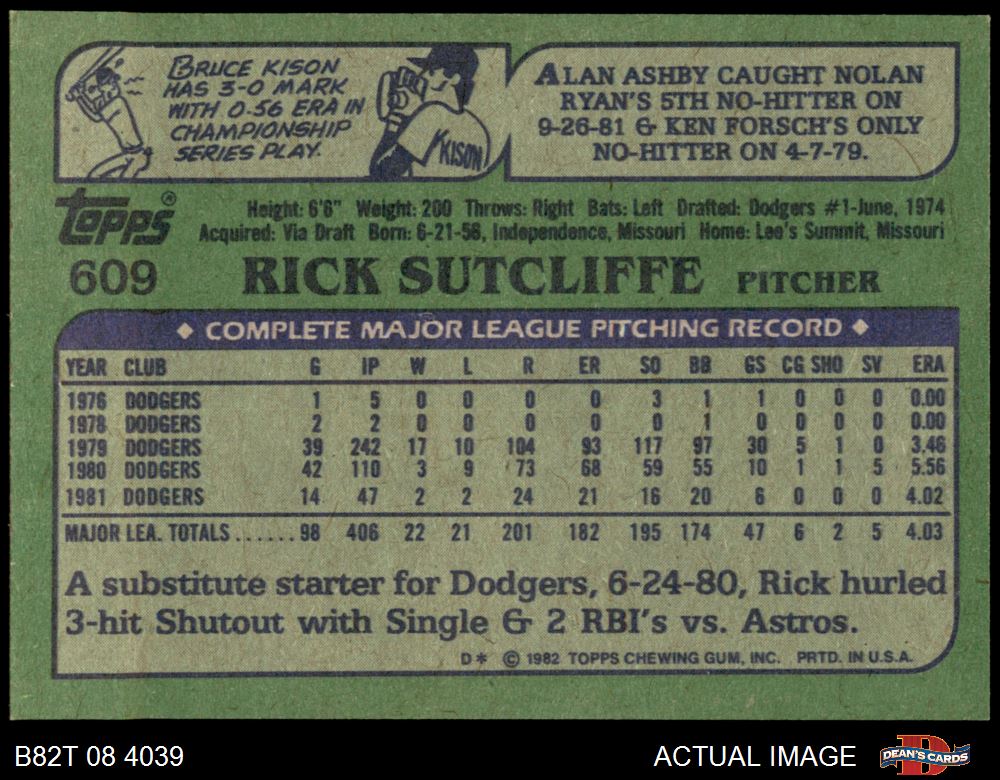 BRUCE KISON
HAS 3-0 MARK
WITH 0.56 ERA IN
CHAMPIONSHIP
SERIES PLAY.
KISON
ALAN ASHBY CAUGHT NOLAN
RYAN'S 5TH NO-HITTER ON
9-26-81 & KEN FORSCH'S ONLY
NO-HITTER ON 4-7-79.
TOPPS®
Height: 6'6" Weight: 200 Throws: Right Bats: Left Drafted: Dodgers #1-June, 1974
Acquired: Via Draft Born: 6-21-56, Independence, Missouri Home: Lee's Summit, Missouri
609 RICK SUTCLIFFE PITCHER
◆ COMPLETE MAJOR LEAGUE PITCHING RECORD ◆
YEAR CLUB G IP W L R ER SO BB GS CG SHO SV ERA
1976 DODGERS 1 5 0 0 0 0 3 1 1 0 0 0 0.00
1978 DODGERS 2 2 0 0 0 0 0 1 0 0 0 0 0.00
1979 DODGERS 39 242 17 10 104 93 117 97 30 5 1 0 3.46
1980 DODGERS 42 110 3 9 73 68 59 55 10 1 1 5 5.56
1981 DODGERS 14 47 2 2 24 21 16 20 6 0 0 0 4.02
MAJOR LEA. TOTALS......98 406 22 21 201 182 195 174 47 6 2 5 4.03
A substitute starter for Dodgers, 6-24-80, Rick hurled
3-hit Shutout with Single & 2 RBI's vs. Astros.
D* © 1982 TOPPS CHEWING GUM, INC. PRTD. IN U.S.A.
B82T 08 4039 ACTUAL IMAGE DEAN'S CARDS